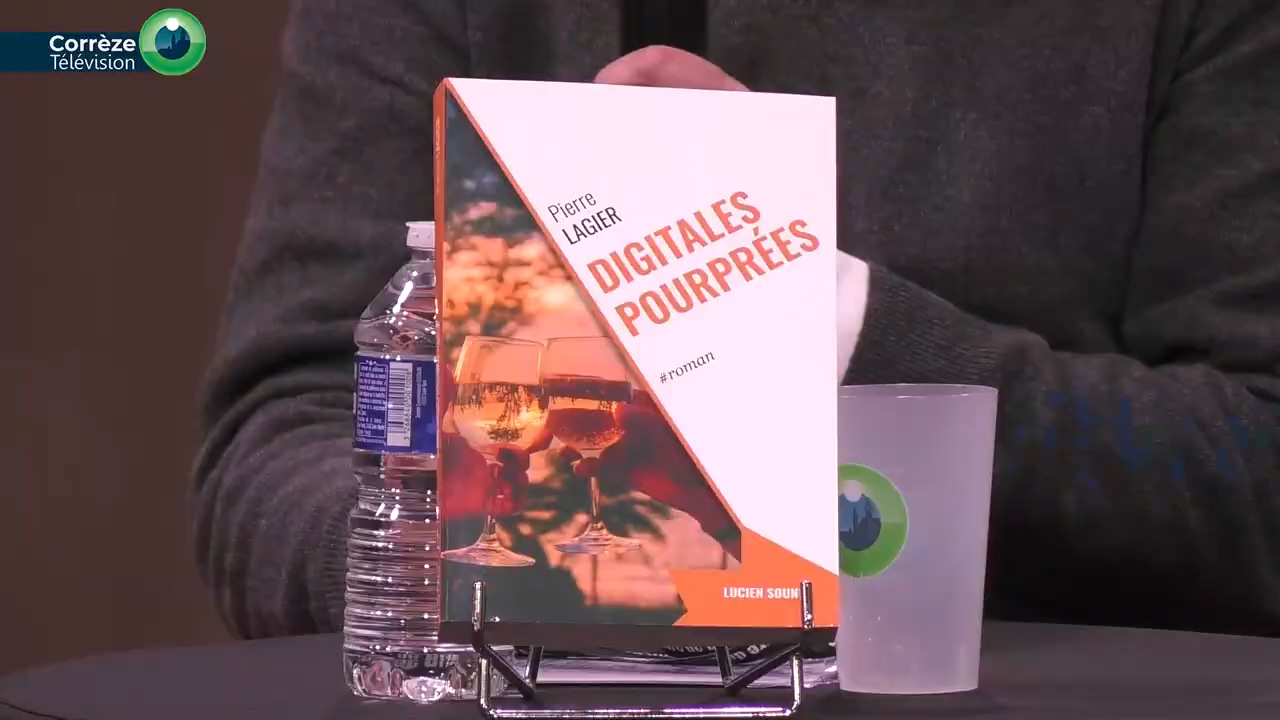 Corrèze
Télévision
Pierre
LAGIER
DIGITALES
POURPRÉES
#roman
LUCIEN SOUN